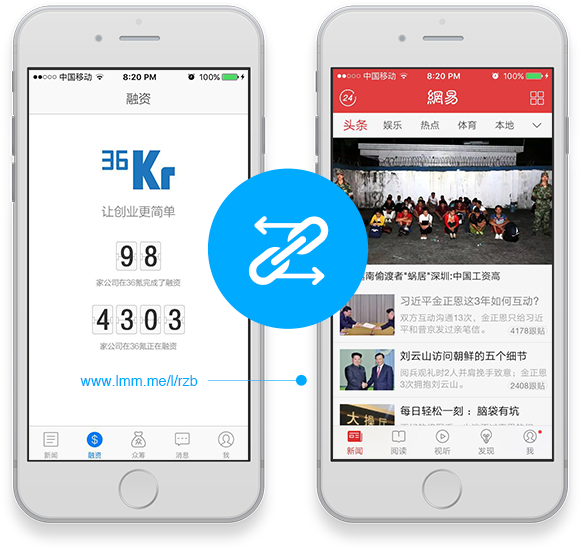 中国移动 8:20 PM 100%
融资
36Kr
让创业更简单
98
家公司在36氪完成了融资
4303
家公司在36氪正在融资
www.lmm.me/l/rzb
新闻 融资 众筹 消息 我
中国移动 8:20 PM 100%
24 網易
头条 娱乐 热点 体育 本地
南偷渡者"蜗居"深圳:中国工资高
习近平金正恩这3年如何互动?
双方互动沟通13次，金正恩只给习近
平和普京发过亲笔信。 4178跟贴
刘云山访问朝鲜的五个细节
阅兵观礼时2人并肩挽手致意；金正恩
3次拥抱刘云山。 2408跟贴
每日轻松一刻：脑袋有坑
新闻 阅读 视听 发现 我